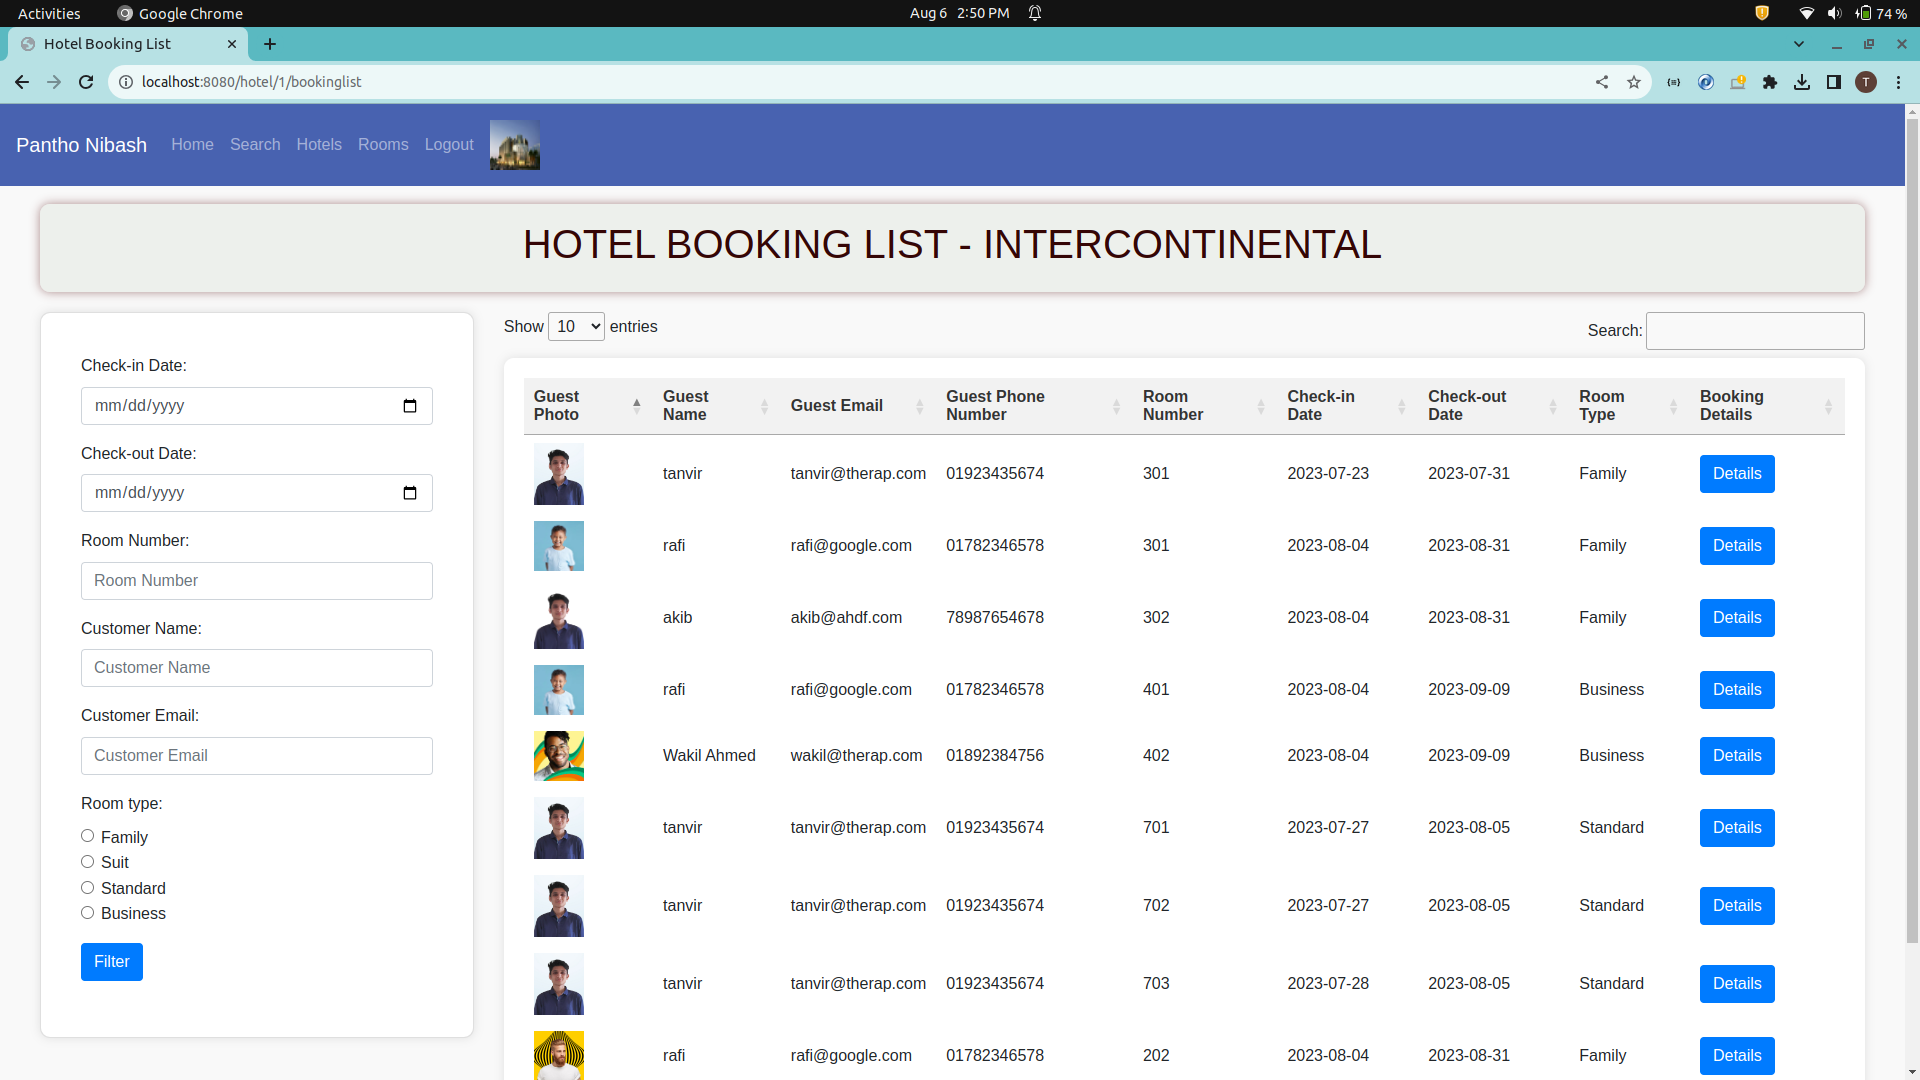 Activities Google Chrome Aug 6 2:50 PM 74 %
Hotel Booking List
localhost:8080/hotel/1/bookinglist T
Pantho Nibash Home Search Hotels Rooms Logout
HOTEL BOOKING LIST - INTERCONTINENTAL
Check-in Date:
mm/dd/yyyy
Check-out Date:
mm/dd/yyyy
Room Number:
Room Number
Customer Name:
Customer Name
Customer Email:
Customer Email
Room type:
Family
Suit
Standard
Business
Filter
Show 10 entries Search:
Guest Photo Guest Name Guest Email Guest Phone Number Room Number Check-in Date Check-out Date Room Type Booking Details
tanvir tanvir@therap.com 01923435674 301 2023-07-23 2023-07-31 Family Details
rafi rafi@google.com 01782346578 301 2023-08-04 2023-08-31 Family Details
akib akib@ahdf.com 78987654678 302 2023-08-04 2023-08-31 Family Details
rafi rafi@google.com 01782346578 401 2023-08-04 2023-09-09 Business Details
Wakil Ahmed wakil@therap.com 01892384756 402 2023-08-04 2023-09-09 Business Details
tanvir tanvir@therap.com 01923435674 701 2023-07-27 2023-08-05 Standard Details
tanvir tanvir@therap.com 01923435674 702 2023-07-27 2023-08-05 Standard Details
tanvir tanvir@therap.com 01923435674 703 2023-07-28 2023-08-05 Standard Details
rafi rafi@google.com 01782346578 202 2023-08-04 2023-08-31 Family Details